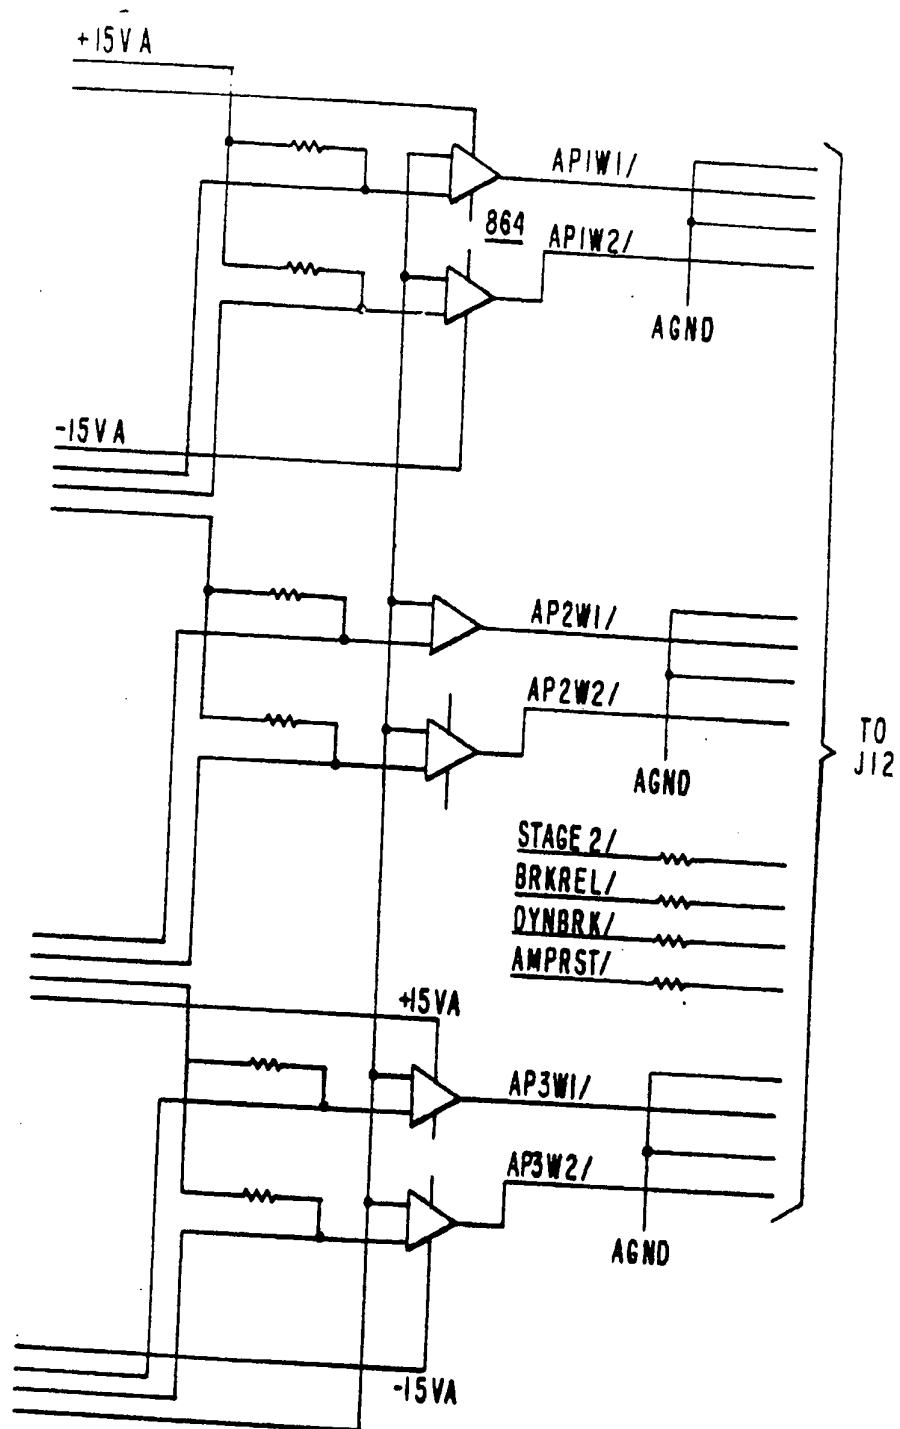 +15VA
AP1W1/
864
AP1W2/
AGND
-15VA
AP2W1/
AP2W2/
TO
J12
AGND
STAGE 2/
BRKREL/
DYNBRK/
AMPRST/
+15VA
AP3W1/
AP3W2/
AGND
-15VA